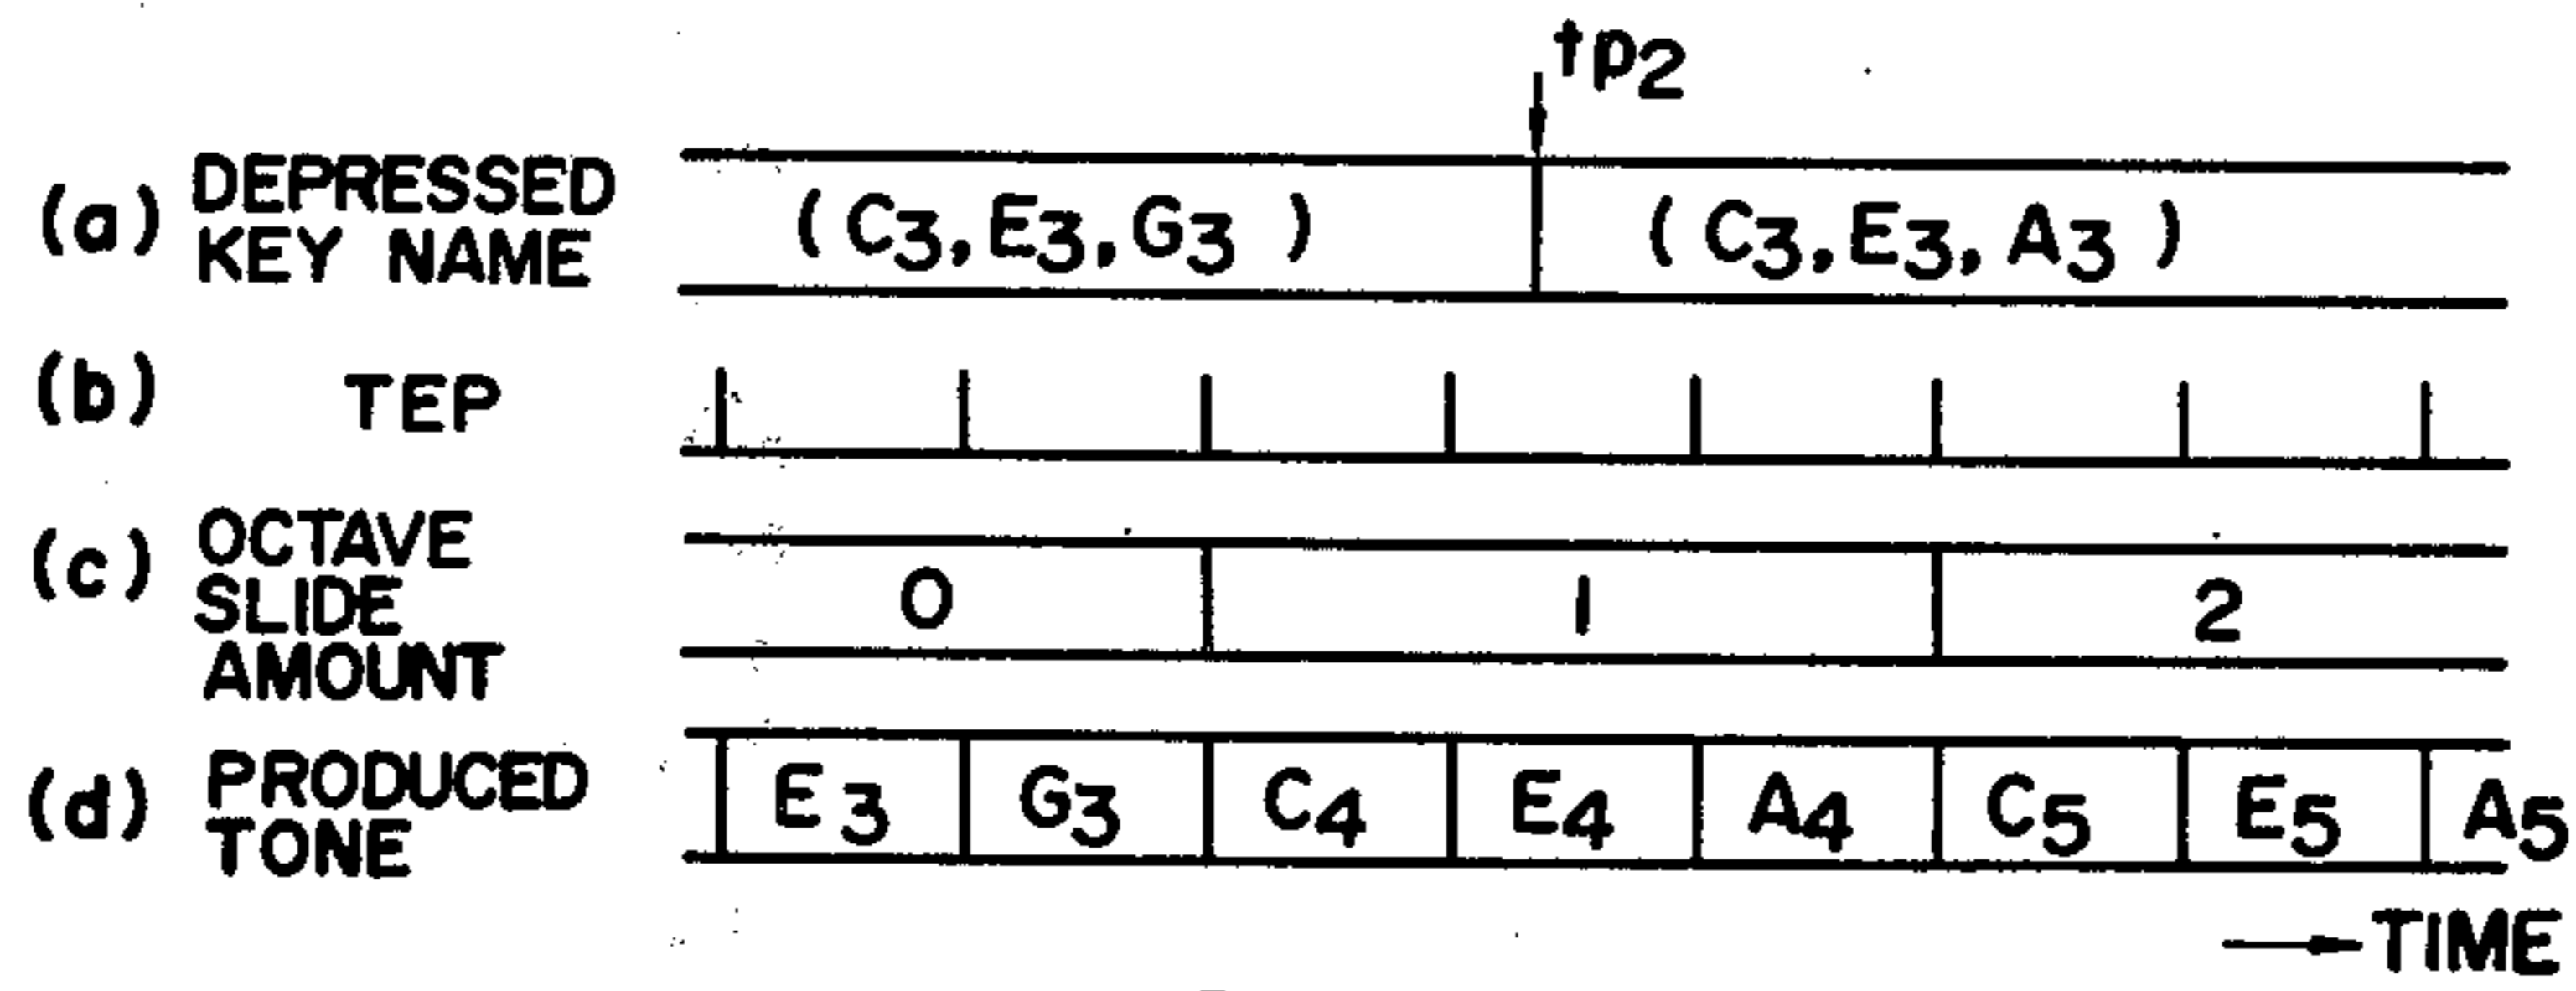 tp2
(a) DEPRESSED
KEY NAME
(C3, E3, G3)
(C3, E3, A3)
(b) TEP
(c) OCTAVE
SLIDE
AMOUNT
0
1
2
(d) PRODUCED
TONE
E3 G3 C4 E4 A4 C5 E5 A5
TIME